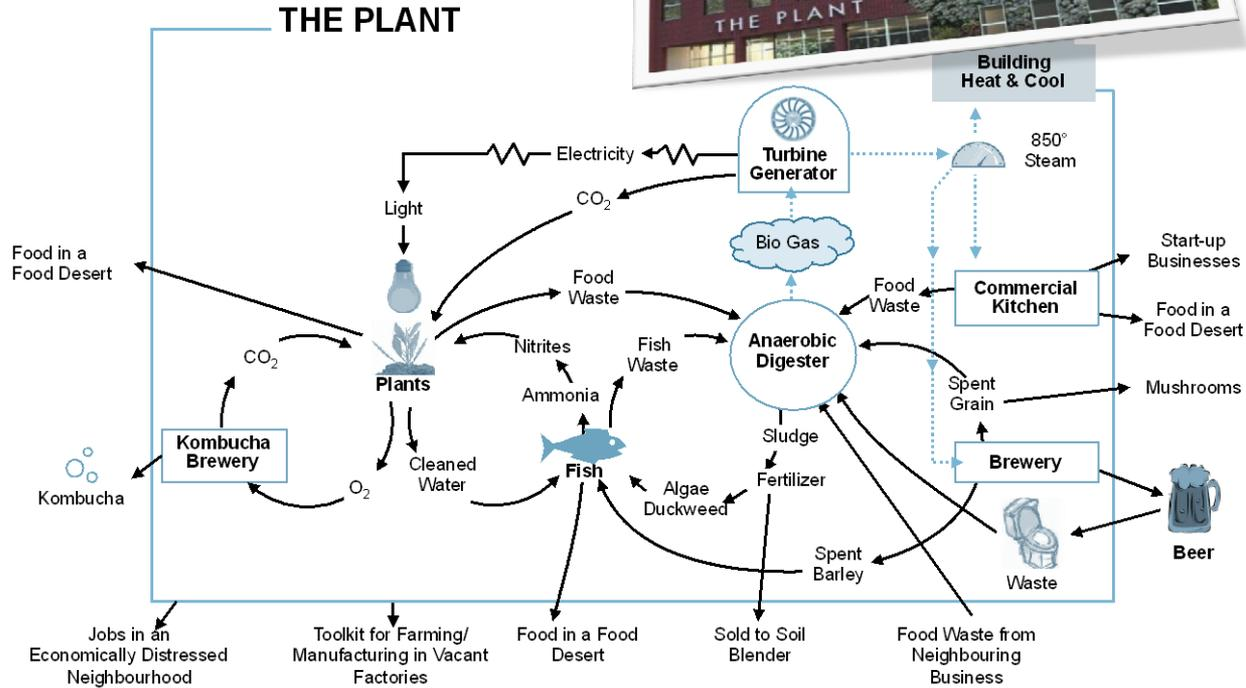 THE PLANT
THE PLANT
Building
Heat & Cool
850°
Steam
Turbine
Generator
Electricity
CO2
Light
Bio Gas
Food in a
Food Desert
Start-up
Businesses
Food
Waste
Food
Waste
Commercial
Kitchen
Food in a
Food Desert
Anaerobic
Digester
Nitrites
Fish
Waste
CO2
Plants
Ammonia
Spent
Grain
Mushrooms
Kombucha
Brewery
Sludge
Brewery
Cleaned
Water
Fish
Fertilizer
Kombucha
O2
Algae
Duckweed
Beer
Spent
Barley
Waste
Jobs in an
Economically Distressed
Neighbourhood
Toolkit for Farming/
Manufacturing in Vacant
Factories
Food in a Food
Desert
Sold to Soil
Blender
Food Waste from
Neighbouring
Business